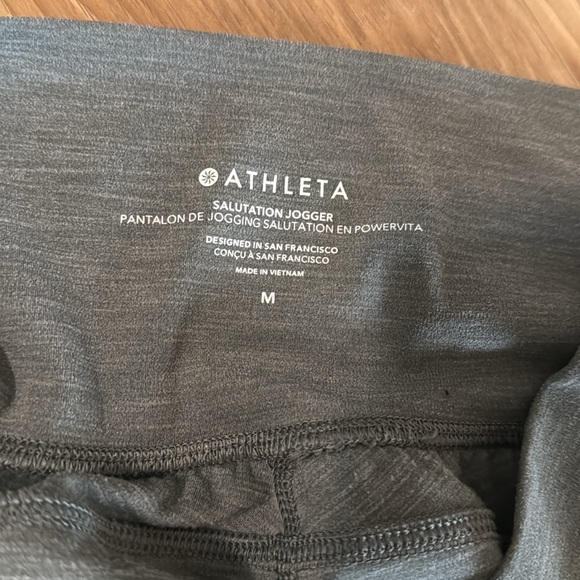 ATHLETA
SALUTATION JOGGER
PANTALON DE JOGGING SALUTATION EN POWERVITA
DESIGNED IN SAN FRANCISCO
CONÇU À SAN FRANCISCO
MADE IN VIETNAM
M